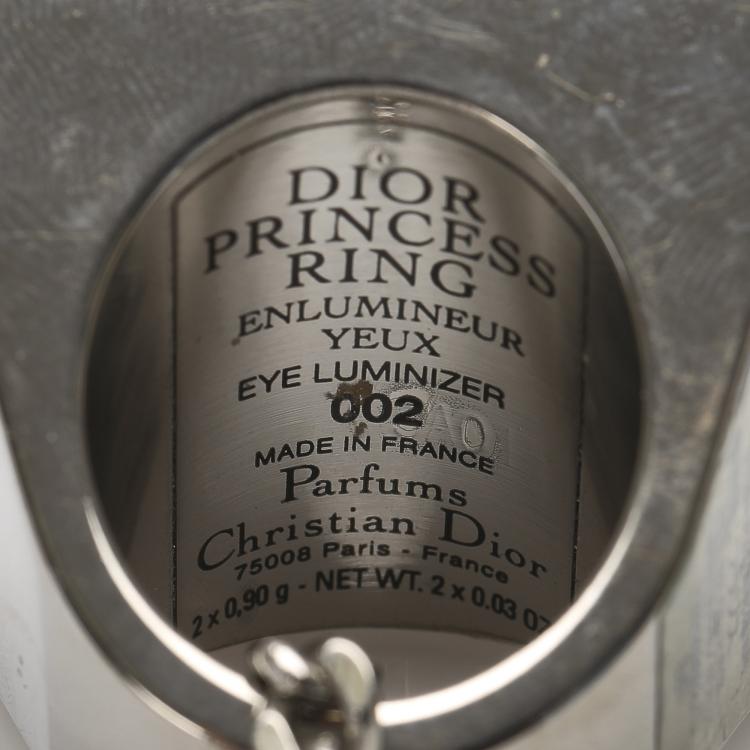 DIOR
PRINCESS
RING
ENLUMINEUR
YEUX
EYE LUMINIZER
002
MADE IN FRANCE
Parfums
Christian Dior
75008 Paris - France
2 x 0,90 g - NET WT. 2 x 0.03 OZ